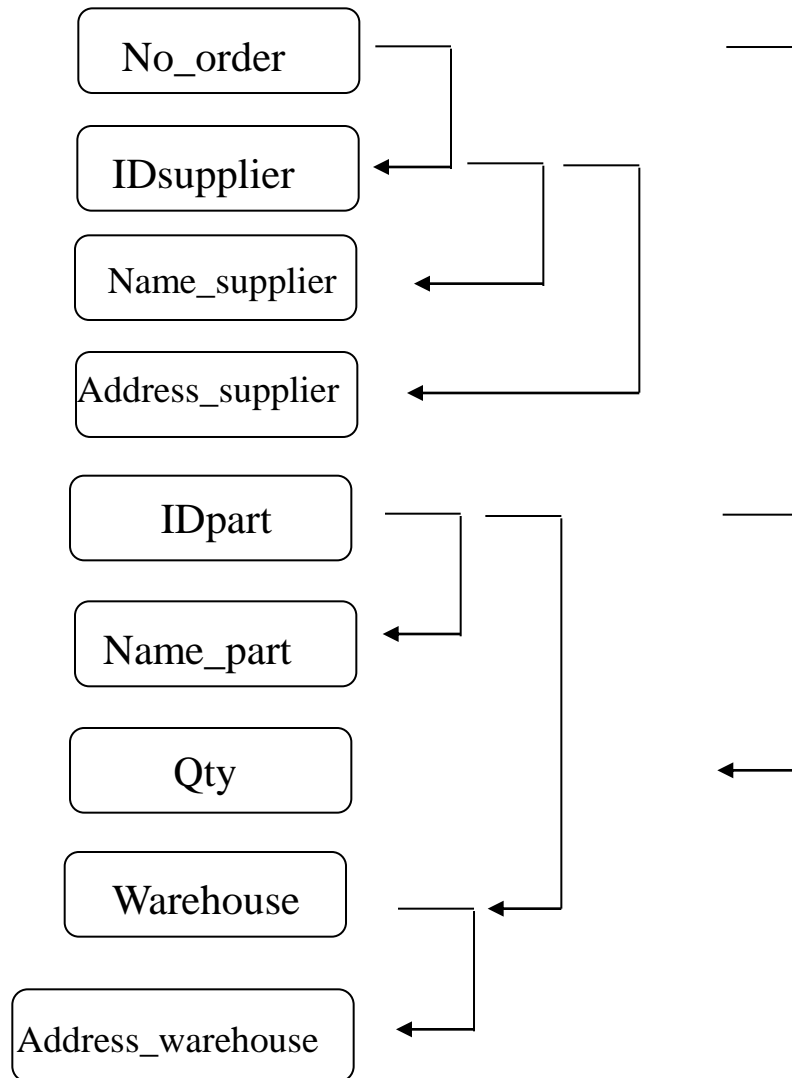 No_order
IDsupplier
Name_supplier
Address_supplier
IDpart
Name_part
Qty
Warehouse
Address_warehouse